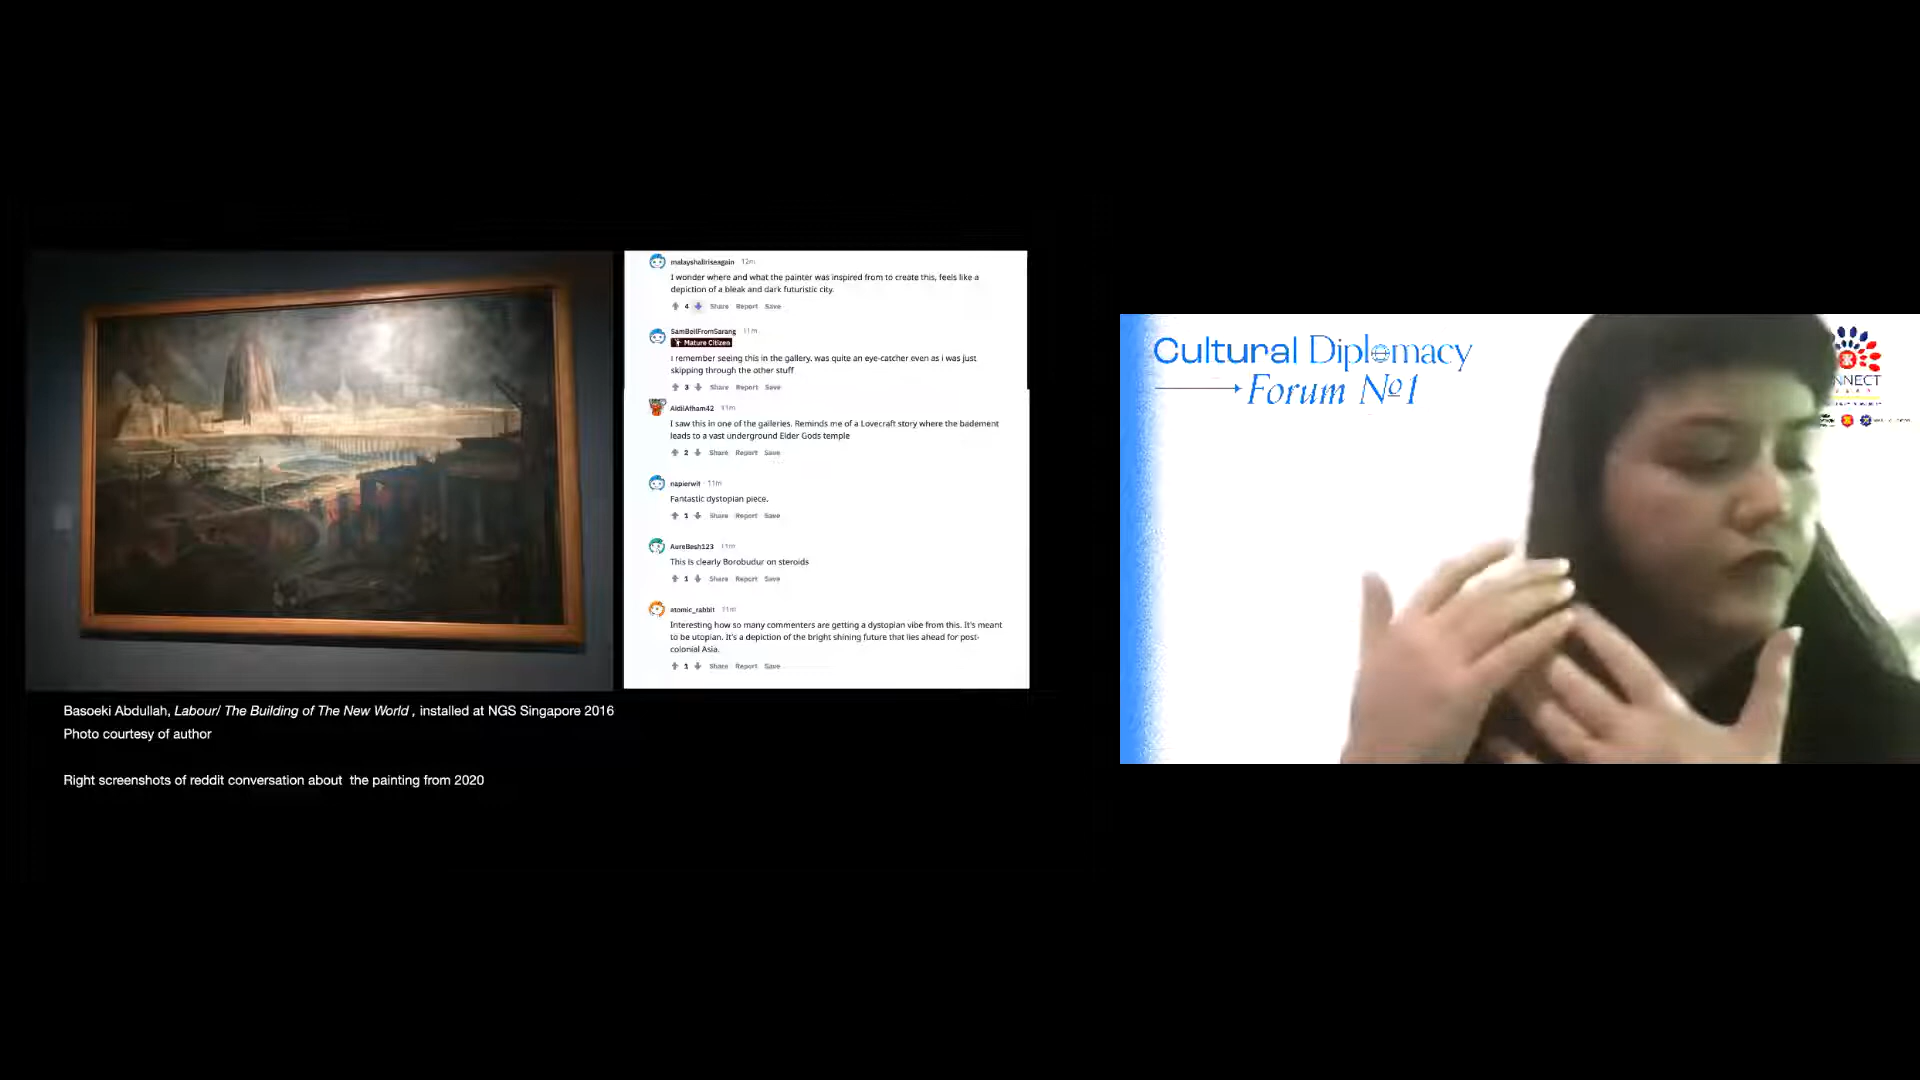 malayshallriseagain 12m
I wonder where and what the painter was inspired from to create this, feels like a
depiction of a bleak and dark futuristic city.
4 Share Report Save
SamBeilFromSarang 11m
Mature Citizen
I remember seeing this in the gallery. was quite an eye-catcher even as i was just
skipping through the other stuff
3 Share Report Save
AidilAfham42 11m
I saw this in one of the galleries. Reminds me of a Lovecraft story where the badement
leads to a vast underground Elder Gods temple
2 Share Report Save
napierwit 11m
Fantastic dystopian piece.
1 Share Report Save
AureBesh123 11m
This is clearly Borobudur on steroids
1 Share Report Save
atomic_rabbit 11m
Interesting how so many commenters are getting a dystopian vibe from this. It's meant
to be utopian. It's a depiction of the bright shining future that lies ahead for post-
colonial Asia.
1 Share Report Save
Basoeki Abdullah, Labour/ The Building of The New World , installed at NGS Singapore 2016
Photo courtesy of author
Right screenshots of reddit conversation about the painting from 2020
Cultural Diplomacy
Forum Nº1
NNECT